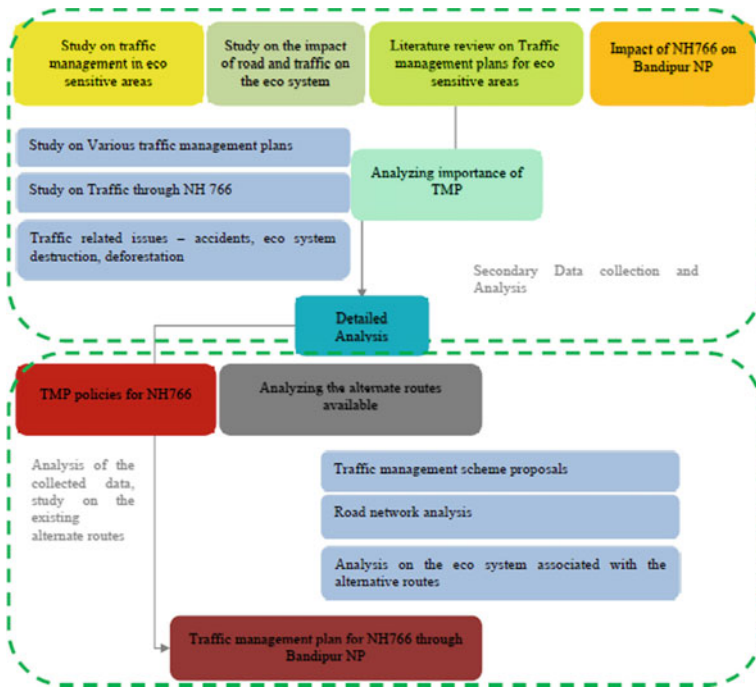 Study on traffic
management in eco
sensitive areas
Study on the impact
of road and traffic on
the eco system
Literature review on Traffic
management plans for eco
sensitive areas
Impact of NH766 on
Bandipur NP
Study on Various traffic management plans
Study on Traffic through NH 766
Traffic related issues – accidents, eco system
destruction, deforestation
Analyzing importance of
TMP
Secondary Data collection and
Analysis
Detailed
Analysis
TMP policies for NH766
Analyzing the alternate routes
available
Analysis of the
collected data,
study on the
existing
alternate routes
Traffic management scheme proposals
Road network analysis
Analysis on the eco system associated with the
alternative routes
Traffic management plan for NH766 through
Bandipur NP